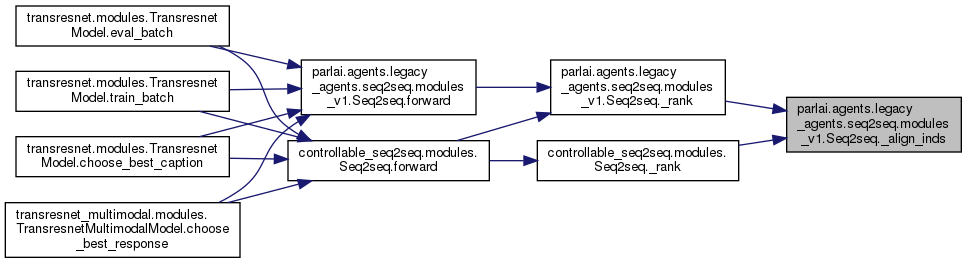 transresnet.modules.Transresnet
Model.eval_batch
transresnet.modules.Transresnet
Model.train_batch
transresnet.modules.Transresnet
Model.choose_best_caption
transresnet_multimodal.modules.
TransresnetMultimodalModel.choose
_best_response
parlai.agents.legacy
_agents.seq2seq.modules
_v1.Seq2seq.forward
controllable_seq2seq.modules.
Seq2seq.forward
parlai.agents.legacy
_agents.seq2seq.modules
_v1.Seq2seq._rank
controllable_seq2seq.modules.
Seq2seq._rank
parlai.agents.legacy
_agents.seq2seq.modules
_v1.Seq2seq._align_inds